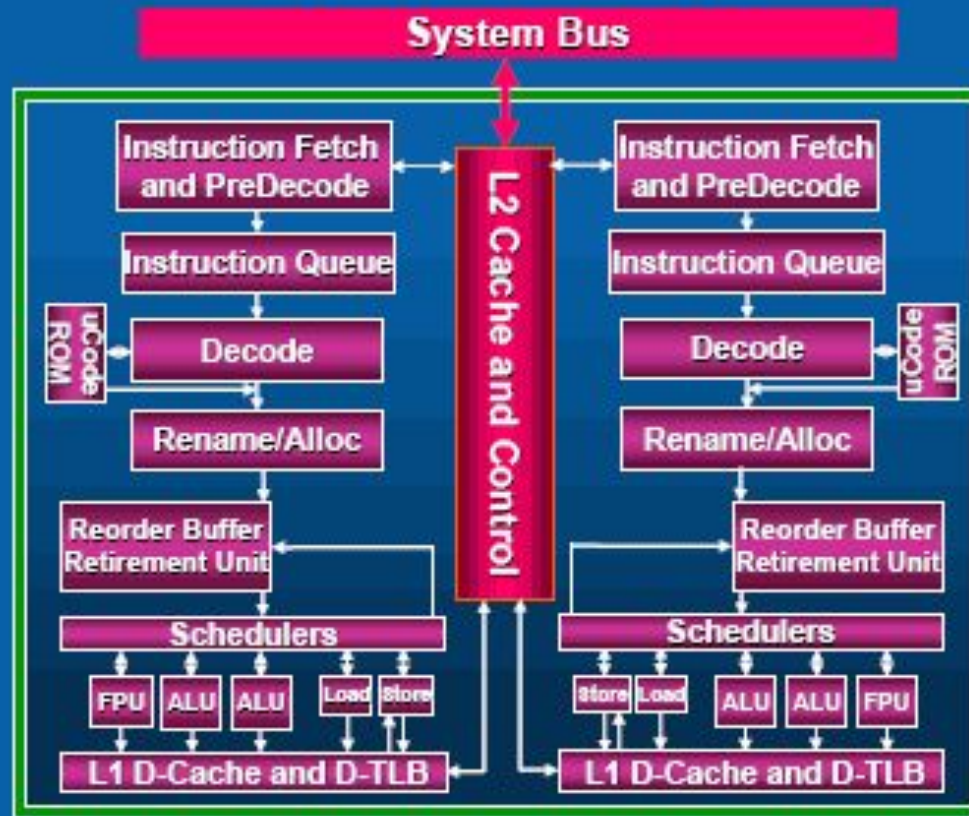 System Bus
Instruction Fetch
and PreDecode
Instruction Queue
uCode
ROM
Decode
Rename/Alloc
Reorder Buffer
Retirement Unit
Schedulers
FPU
ALU
ALU
Load
Store
L1 D-Cache and D-TLB
L2 Cache and Control
Instruction Fetch
and PreDecode
Instruction Queue
Decode
uCode
ROM
Rename/Alloc
Reorder Buffer
Retirement Unit
Schedulers
Store
Load
ALU
ALU
FPU
L1 D-Cache and D-TLB